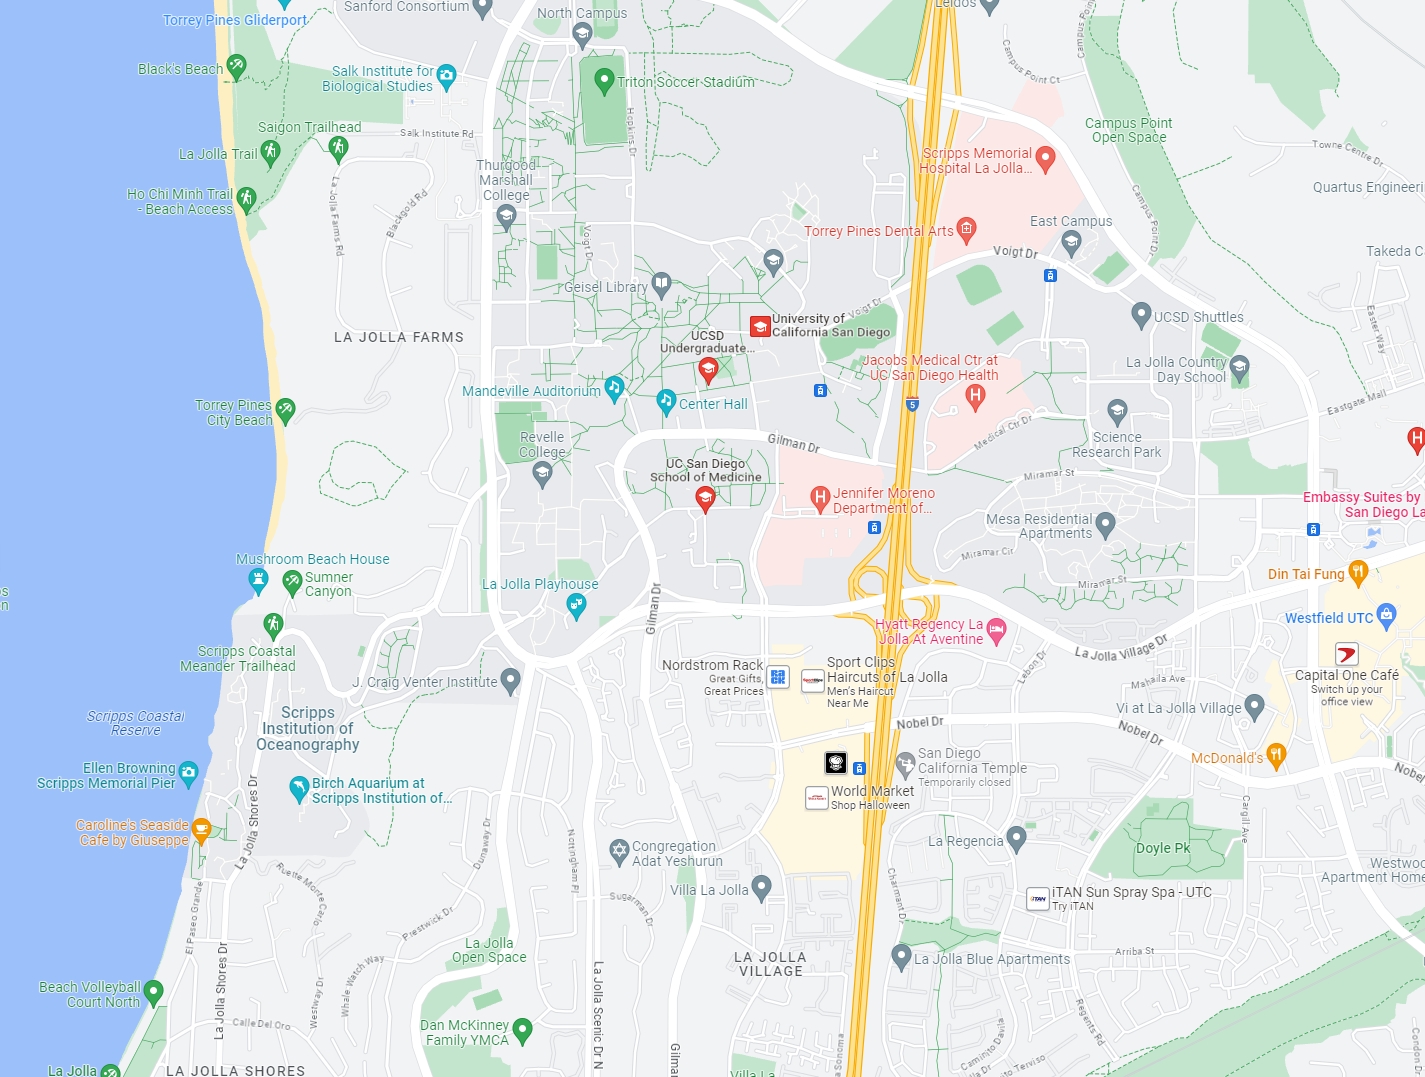 Torrey Pines Gliderport
Sanford Consortium
North Campus
Leidos
Black's Beach
Salk Institute for
Biological Studies
Triton Soccer Stadium
Campus Point Ct
Campus Point
Open Space
Saigon Trailhead
Salk Institute Rd
Hopkins Dr
La Jolla Trail
Thurgood
Marshall
College
Scripps Memorial
Hospital La Jolla...
Towne Centre Dr
Quartus Engineeri
Ho Chi Minh Trail
- Beach Access
La Jolla Farms Rd
Blackgold Rd
Voigt Dr
Torrey Pines Dental Arts
East Campus
Campus Point Dr
Voigt Dr
Takeda C
Geisel Library
Voigt Dr
University of
California San Diego
UCSD Shuttles
Easter Way
LA JOLLA FARMS
UCSD
Undergraduate...
Jacobs Medical Ctr at
UC San Diego Health
La Jolla Country
Day School
Mandeville Auditorium
Center Hall
5
Eastgate Mall
Torrey Pines
City Beach
Revelle
College
Gilman Dr
Medical Ctr Dr
Science
Research Park
UC San Diego
School of Medicine
Miramar St
Jennifer Moreno
Department of...
Embassy Suites by
San Diego La
Mesa Residential
Apartments
Mushroom Beach House
Sumner
Canyon
La Jolla Playhouse
Gilman Dr
Miramar Cir
Miramar St
Din Tai Fung
Westfield UTC
Hyatt Regency La
Jolla At Aventine
La Jolla Village Dr
Lebon Dr
Scripps Coastal
Meander Trailhead
J. Craig Venter Institute
Nordstrom Rack
Great Gifts,
Great Prices
Sport Clips
Haircuts of La Jolla
Men's Haircut
Near Me
Capital One Café
Switch up your
office view
Mahaila Ave
Scripps Coastal
Reserve
Scripps
Institution of
Oceanography
Nobel Dr
Nobel Dr
Vi at La Jolla Village
McDonald's
Nobel
Ellen Browning
Scripps Memorial Pier
Birch Aquarium at
Scripps Institution of...
San Diego
California Temple
Temporarily closed
World Market
Shop Halloween
La Jolla Shores Dr
Caroline's Seaside
Cafe by Giuseppe
Dunaway Dr
Nottingham Pl
Congregation
Adat Yeshurun
La Regencia
Cargill Ave
Doyle Pk
Westwoo
Apartment Home
Ruette Monte Carlo
El Paseo Grande
Sugarman Dr
Villa La Jolla
Charmant Dr
iTAN Sun Spray Spa - UTC
Try iTAN
Prestwick Dr
La Jolla
Open Space
LA JOLLA
VILLAGE
La Jolla Blue Apartments
Arriba St
Beach Volleyball
Court North
La Jolla Shores Dr
Westway Dr
Whale Watch Way
La Jolla Scenic Dr N
Calle Del Oro
Dan McKinney
Family YMCA
Gilman
a Sonoma
Caminito Davi
Regents Rd
Condon Dr
La Jolla
LA JOLLA SHORES
Villa La
to Terviso